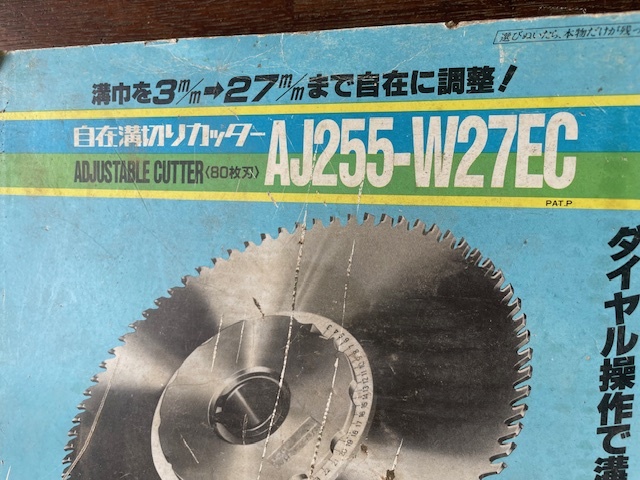 選びぬいたら、本物だけが残っ
溝巾を3m/m→27m/mまで自在に調整!
自在溝切りカッター AJ255-W27EC
ADJUSTABLE CUTTER〈80枚刃〉
PAT.P
ダイヤル操作で溝